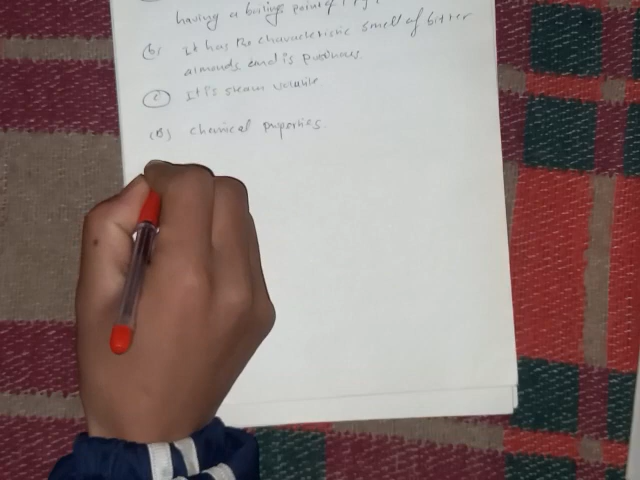 having a boiling point of
(b) It has the characteristic smell of bitter
almonds and is
(c) It is steam volatile
(B) Chemical properties.